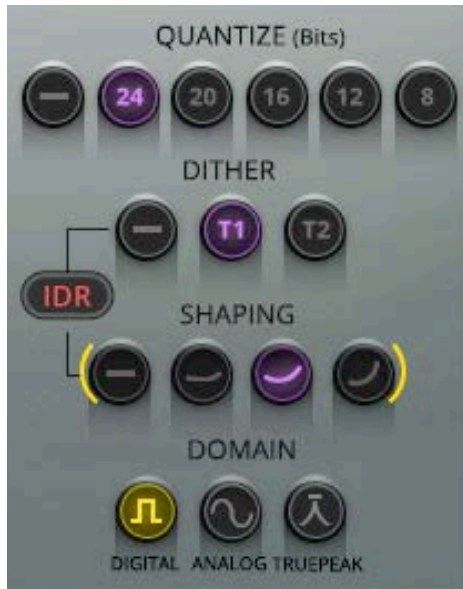 QUANTIZE (Bits)
24 20 16 12 8
DITHER
T1 T2
IDR
SHAPING
DOMAIN
DIGITAL ANALOG TRUEPEAK